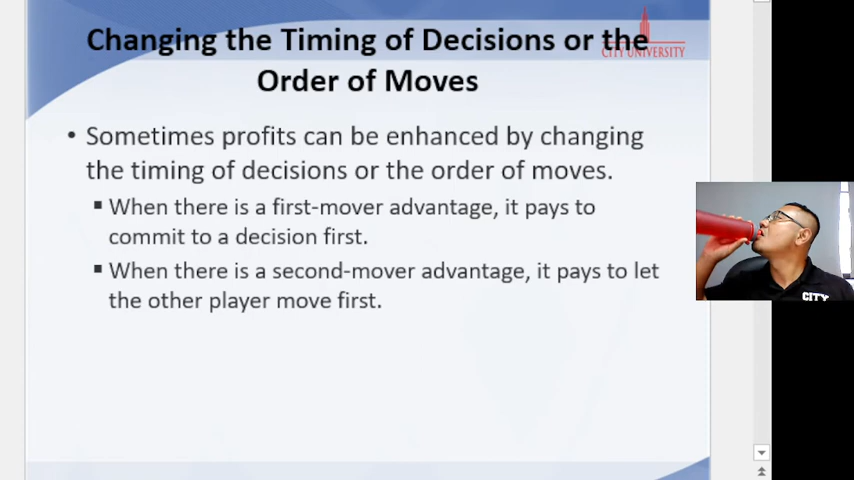 Changing the Timing of Decisions or the
Order of Moves
CITY UNIVERSITY
• Sometimes profits can be enhanced by changing
the timing of decisions or the order of moves.
▪ When there is a first-mover advantage, it pays to
commit to a decision first.
▪ When there is a second-mover advantage, it pays to let
the other player move first.
CITY